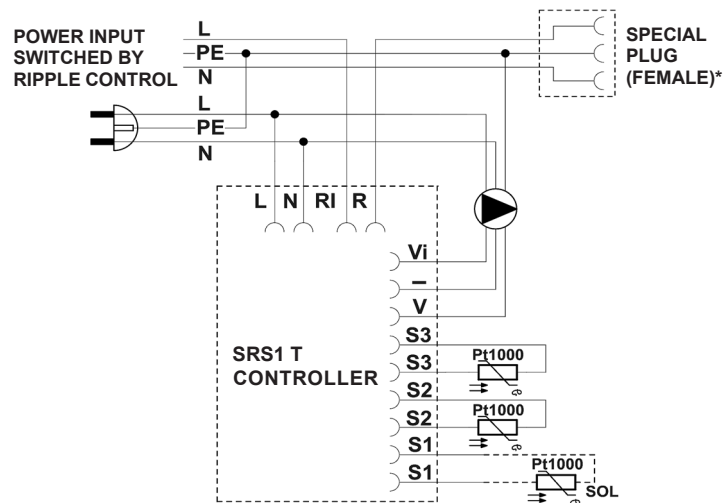 POWER INPUT
SWITCHED BY
RIPPLE CONTROL
L
PE
N
SPECIAL
PLUG
(FEMALE)*
L
PE
N
L N RI R
Vi
–
V
S3
S3
S2
S2
S1
S1
SRS1 T
CONTROLLER
Pt1000
ϑ
Pt1000
ϑ
Pt1000
ϑ
SOL